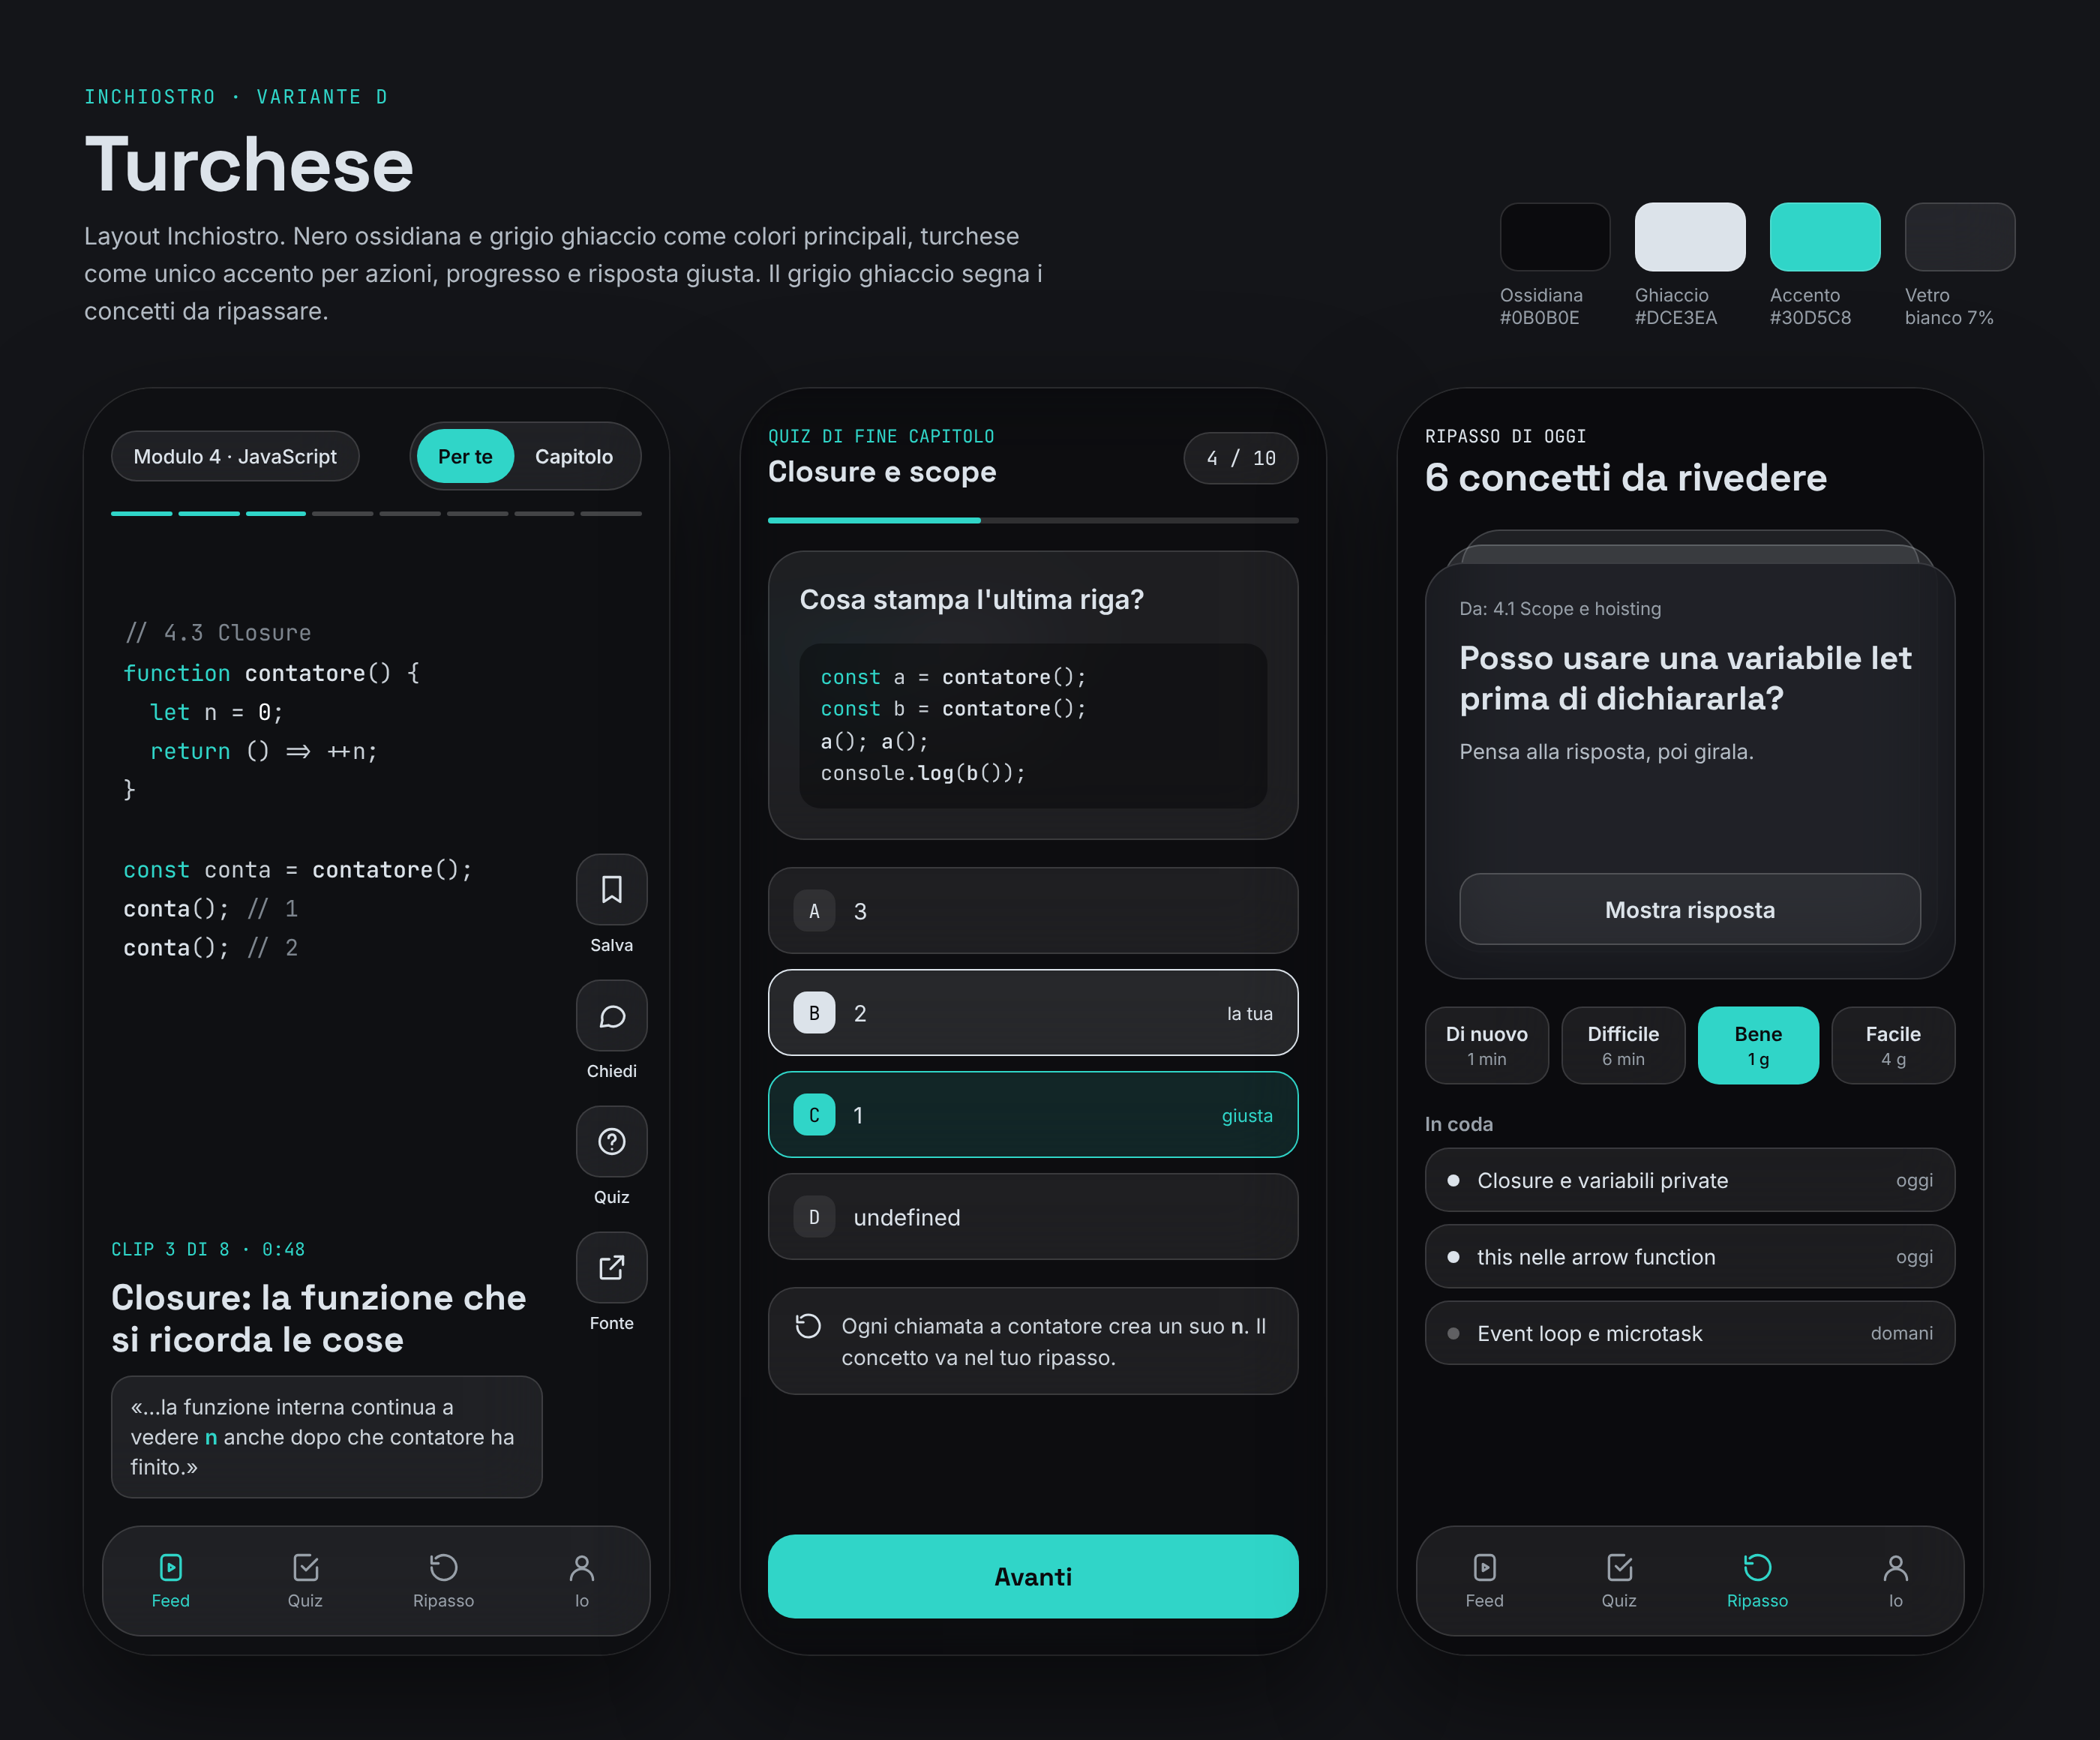 INCHIOSTRO · VARIANTE D
Turchese
Layout Inchiostro. Nero ossidiana e grigio ghiaccio come colori principali, turchese
come unico accento per azioni, progresso e risposta giusta. Il grigio ghiaccio segna i
concetti da ripassare.
Ossidiana
#0B0B0E
Ghiaccio
#DCE3EA
Accento
#30D5C8
Vetro
bianco 7%
Modulo 4 · JavaScript
Per te
Capitolo
// 4.3 Closure
function contatore() {
  let n = 0;
  return () => ++n;
}
const conta = contatore();
conta(); // 1
conta(); // 2
Salva
Chiedi
Quiz
Fonte
CLIP 3 DI 8 · 0:48
Closure: la funzione che
si ricorda le cose
«…la funzione interna continua a
vedere n anche dopo che contatore ha
finito.»
Feed
Quiz
Ripasso
Io
QUIZ DI FINE CAPITOLO
Closure e scope
4 / 10
Cosa stampa l'ultima riga?
const a = contatore();
const b = contatore();
a(); a();
console.log(b());
A 3
B 2 la tua
C 1 giusta
D undefined
Ogni chiamata a contatore crea un suo n. Il
concetto va nel tuo ripasso.
Avanti
RIPASSO DI OGGI
6 concetti da rivedere
Da: 4.1 Scope e hoisting
Posso usare una variabile let
prima di dichiararla?
Pensa alla risposta, poi girala.
Mostra risposta
Di nuovo
1 min
Difficile
6 min
Bene
1 g
Facile
4 g
In coda
Closure e variabili private oggi
this nelle arrow function oggi
Event loop e microtask domani
Feed
Quiz
Ripasso
Io